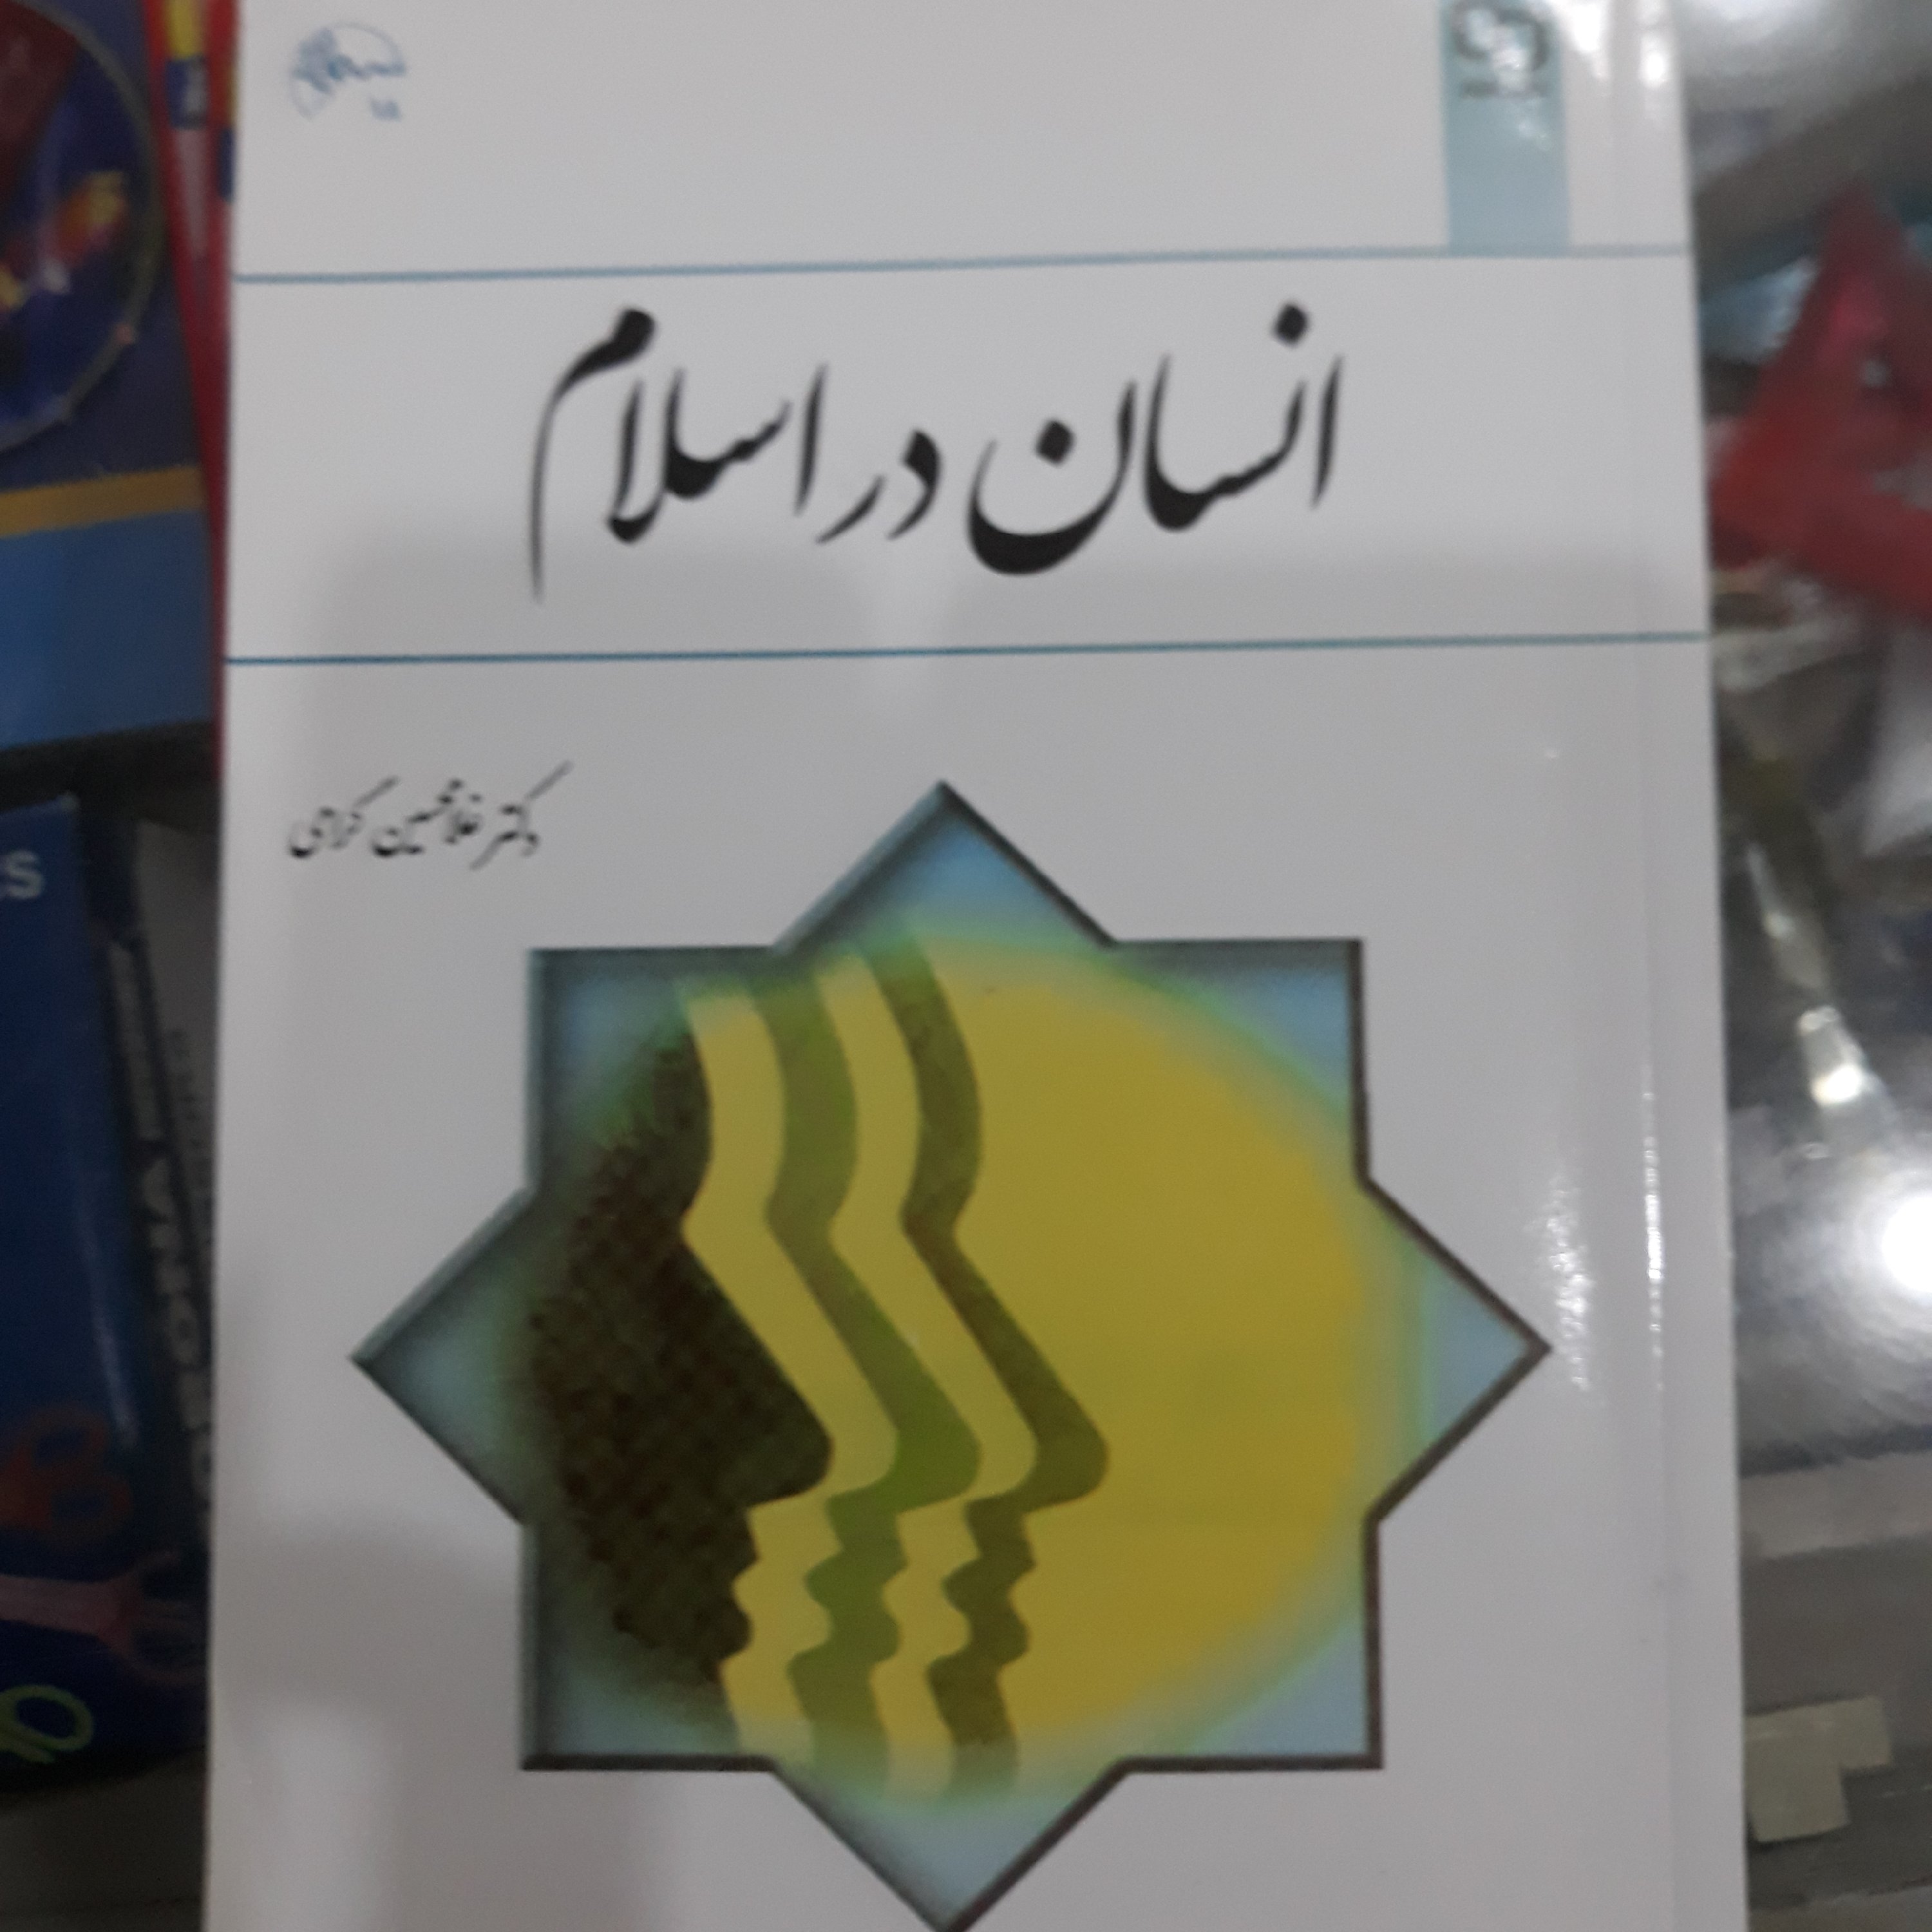 انسان در اسلام
دکتر غلامحسین گرامی
S